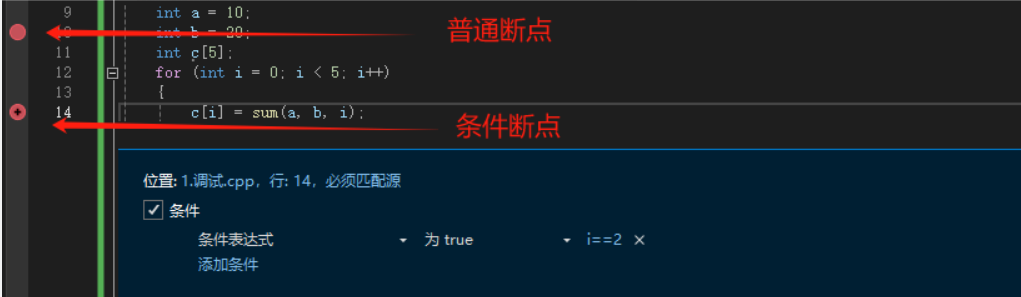 9 int a = 10;
10 int b = 20; 普通断点
11 int c[5];
12 for (int i = 0; i < 5; i++)
13 {
14 c[i] = sum(a, b, i);
条件断点
位置: 1.调试.cpp, 行: 14, 必须匹配源
条件
条件表达式 为 true i==2 ×
添加条件